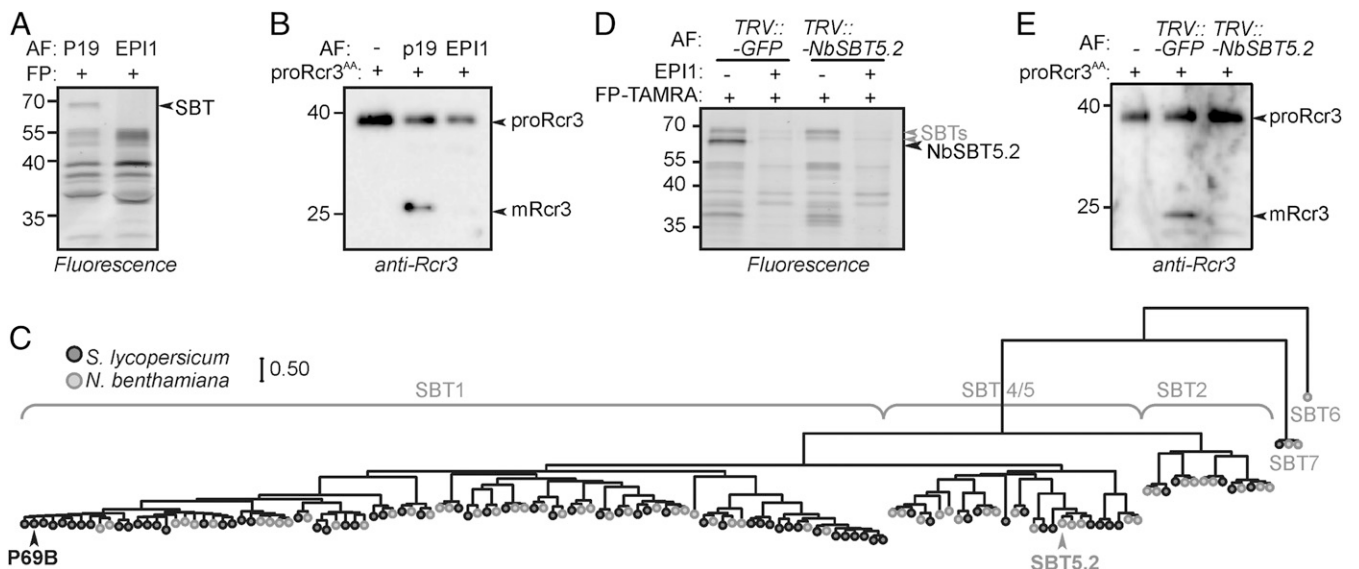 A
AF: P19 EPI1
FP: + +
70
55
40
35
SBT
Fluorescence
B
AF: - p19 EPI1
proRcr3AA: + + +
40
25
proRcr3
mRcr3
anti-Rcr3
D
AF: TRV:: -GFP TRV:: -NbSBT5.2
EPI1: - + - +
FP-TAMRA: + + + +
70
55
40
35
SBTs
NbSBT5.2
Fluorescence
E
AF: - TRV:: -GFP TRV:: -NbSBT5.2
proRcr3AA: + + +
40
25
proRcr3
mRcr3
anti-Rcr3
C
S. lycopersicum
N. benthamiana
0.50
SBT1
SBT 4/5
SBT2
SBT6
SBT7
P69B
SBT5.2